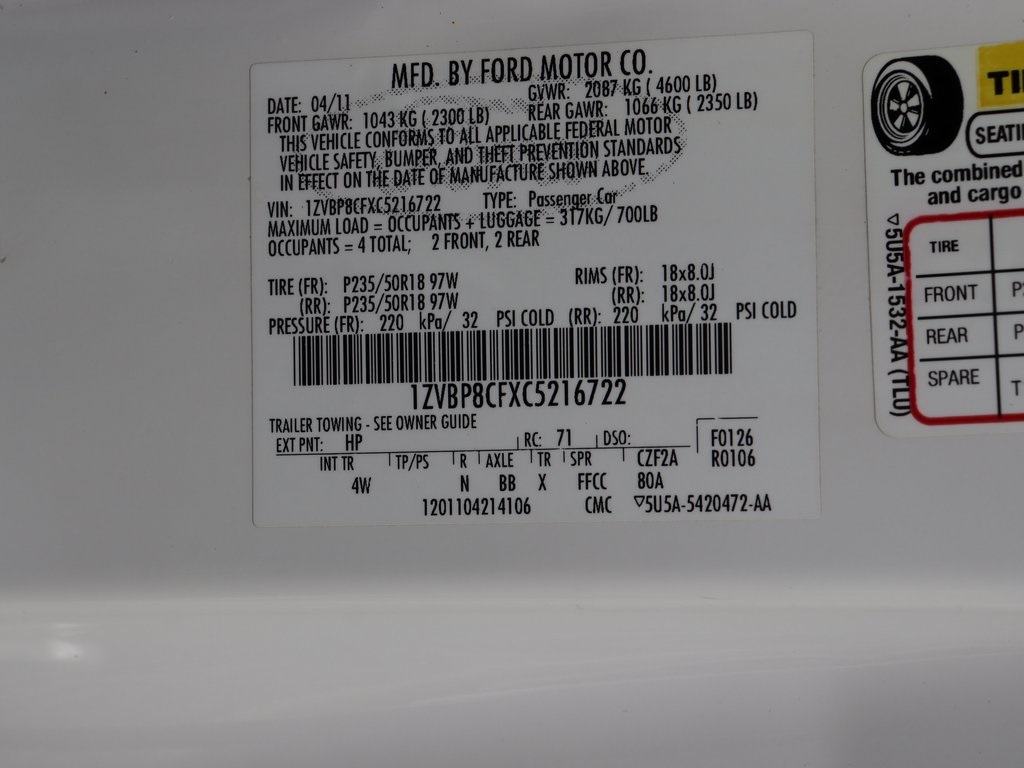 MFD. BY FORD MOTOR CO.
DATE: 04/11 GVWR: 2087 KG ( 4600 LB)
FRONT GAWR: 1043 KG ( 2300 LB) REAR GAWR: 1066 KG ( 2350 LB)
THIS VEHICLE CONFORMS TO ALL APPLICABLE FEDERAL MOTOR
VEHICLE SAFETY, BUMPER, AND THEFT PREVENTION STANDARDS
IN EFFECT ON THE DATE OF MANUFACTURE SHOWN ABOVE.
VIN: 1ZVBP8CFXC5216722 TYPE: Passenger Car
MAXIMUM LOAD = OCCUPANTS + LUGGAGE = 317KG/ 700LB
OCCUPANTS = 4 TOTAL; 2 FRONT, 2 REAR
TIRE (FR): P235/50R18 97W RIMS (FR): 18x8.0J
(RR): P235/50R18 97W (RR): 18x8.0J
PRESSURE (FR): 220 kPa/ 32 PSI COLD (RR): 220 kPa/ 32 PSI COLD
1ZVBP8CFXC5216722
TRAILER TOWING - SEE OWNER GUIDE
EXT PNT: HP RC: 71 DSO: F0126
INT TR TP/PS R AXLE TR SPR CZF2A R0106
4W N BB X FFCC 80A
1201104214106 CMC ▽5U5A-5420472-AA
TI
SEATI
The combined
and cargo
▽5U5A-1532-AA (TLU)
TIRE
FRONT P
REAR P
SPARE T